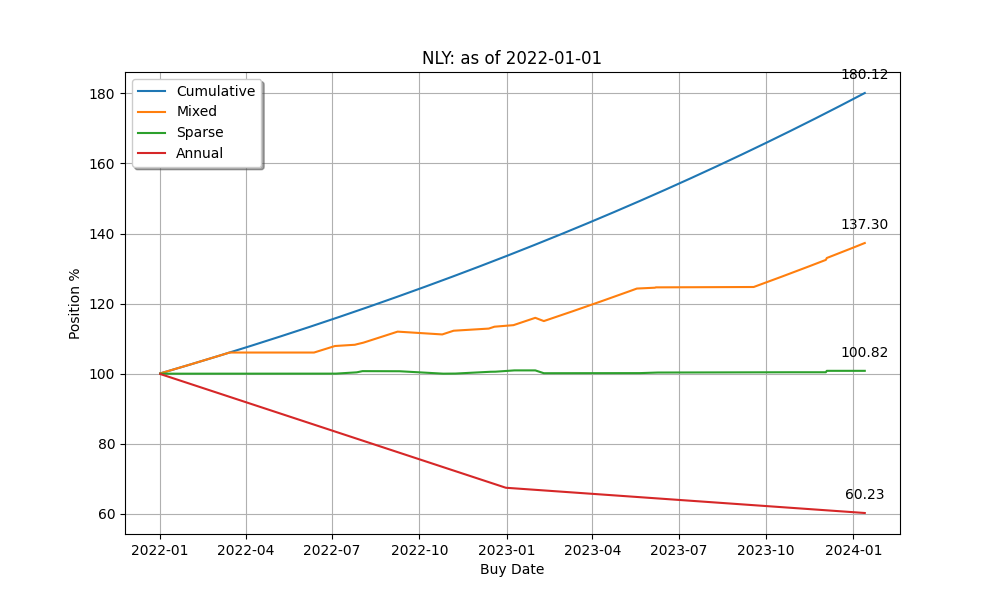 NLY: as of 2022-01-01
Cumulative
Mixed
Sparse
Annual
180.12
137.30
100.82
60.23
180
160
140
120
100
80
60
Position %
2022-01 2022-04 2022-07 2022-10 2023-01 2023-04 2023-07 2023-10 2024-01
Buy Date